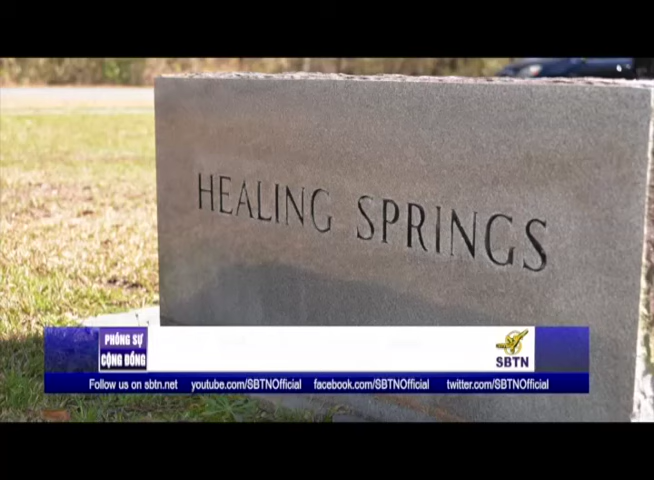 HEALING SPRINGS
PHÓNG SỰ
CỘNG ĐỒNG
SBTN
Follow us on sbtn.net youtube.com/SBTNOfficial facebook.com/SBTNOfficial twitter.com/SBTNOfficial